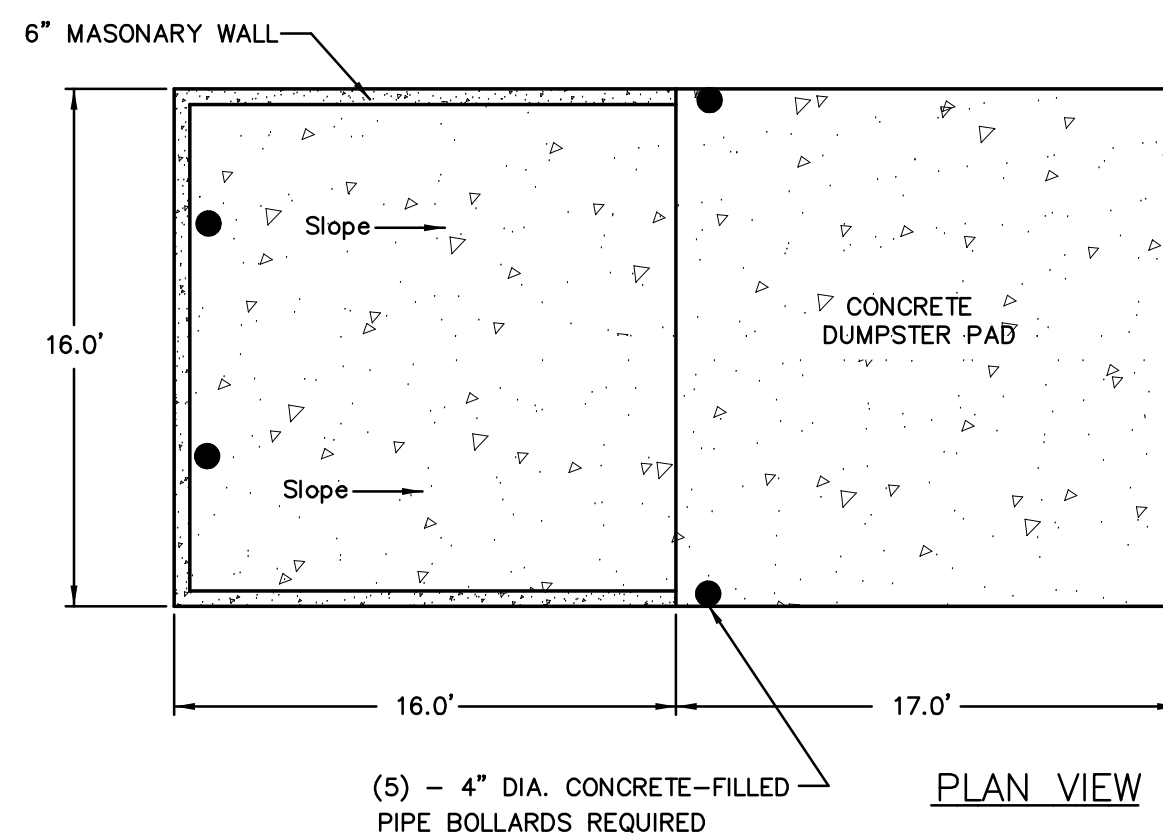 6" MASONARY WALL
Slope
16.0'
CONCRETE
DUMPSTER PAD
Slope
16.0'
17.0'
(5) - 4" DIA. CONCRETE-FILLED
PIPE BOLLARDS REQUIRED
PLAN VIEW